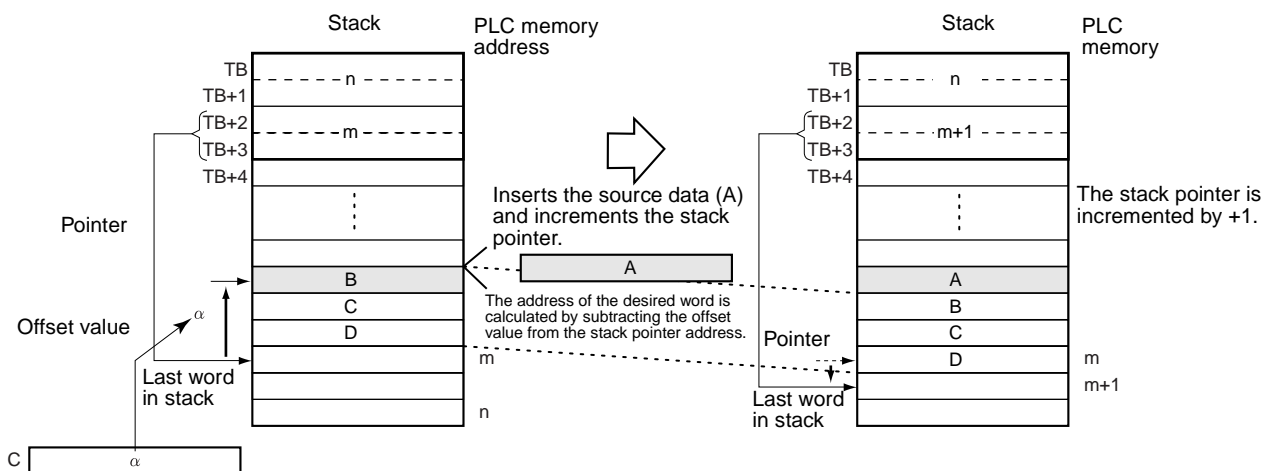 Stack
PLC memory
address
TB
n
TB+1
TB+2
m
TB+3
TB+4
Pointer
Offset value
α
B
C
D
Last word
in stack
m
n
C
α
Inserts the source data (A)
and increments the stack
pointer.
A
The address of the desired word is
calculated by subtracting the offset
value from the stack pointer address.
Stack
PLC
memory
TB
n
TB+1
TB+2
m+1
TB+3
TB+4
The stack pointer is
incremented by +1.
A
B
C
D
Pointer
Last word
in stack
m
m+1